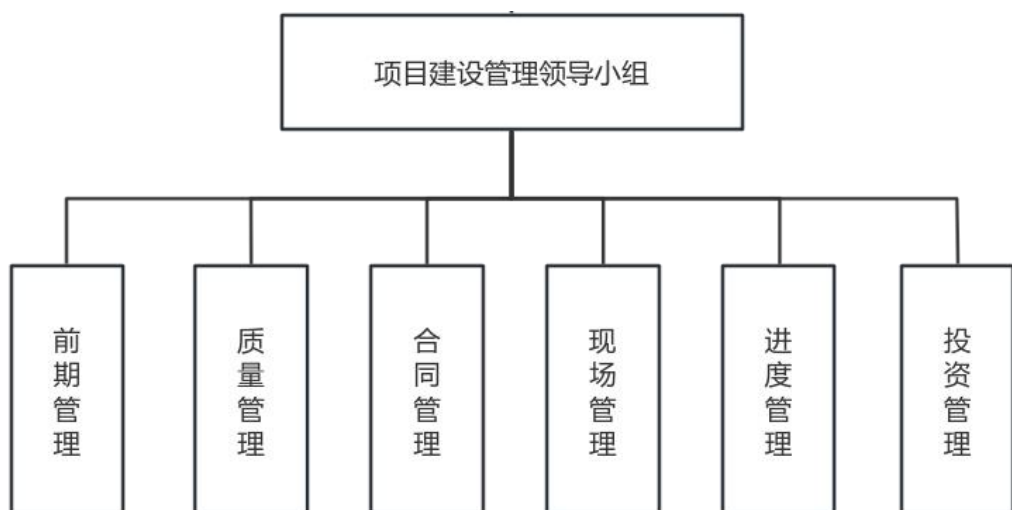 项目建设管理领导小组
前期管理
质量管理
合同管理
现场管理
进度管理
投资管理